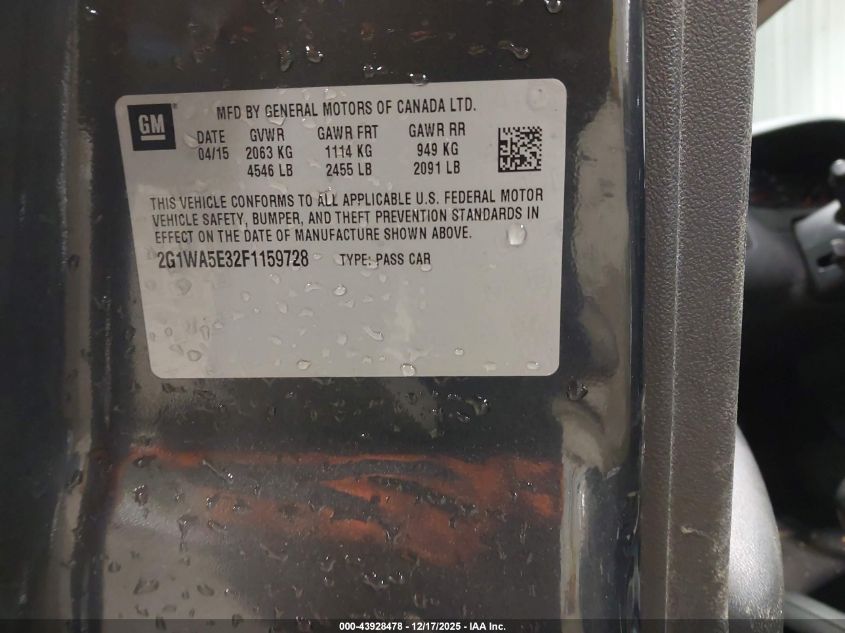 GM
MFD BY GENERAL MOTORS OF CANADA LTD.
DATE GVWR GAWR FRT GAWR RR
04/15 2063 KG 1114 KG 949 KG
4546 LB 2455 LB 2091 LB
THIS VEHICLE CONFORMS TO ALL APPLICABLE U.S. FEDERAL MOTOR
VEHICLE SAFETY, BUMPER, AND THEFT PREVENTION STANDARDS IN
EFFECT ON THE DATE OF MANUFACTURE SHOWN ABOVE.
2G1WA5E32F1159728 TYPE: PASS CAR
000-43928478 - 12/17/2025 - IAA Inc.